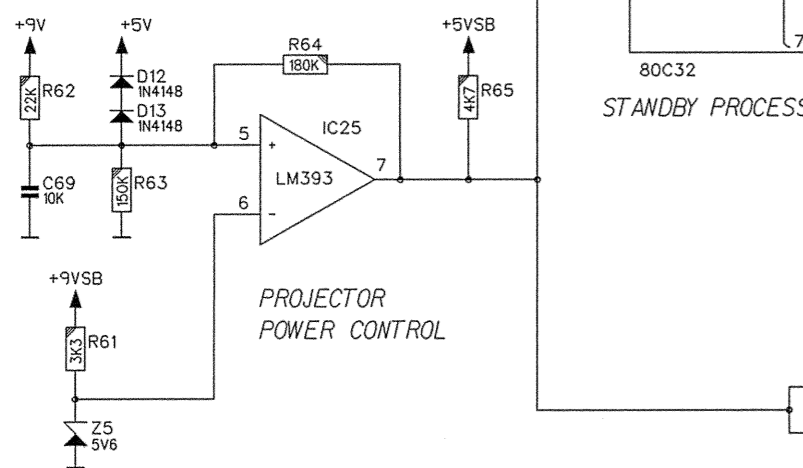 +9V
+5V
+5VSB
R62
22K
D12
1N4148
D13
1N4148
R64
180K
R65
4K7
80C32
7
STANDBY PROCESS
5
+
IC25
LM393
7
6
-
C69
10K
R63
150K
+9VSB
R61
3K3
Z5
5V6
PROJECTOR
POWER CONTROL